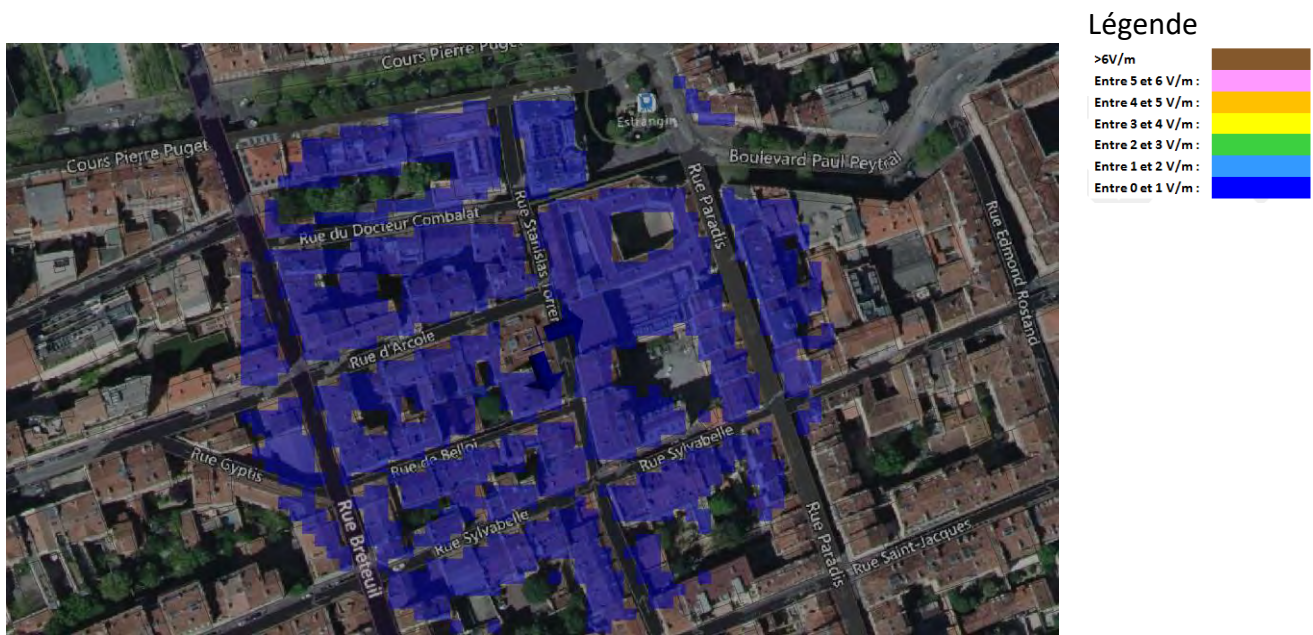 Légende
>6V/m
Entre 5 et 6 V/m :
Entre 4 et 5 V/m :
Entre 3 et 4 V/m :
Entre 2 et 3 V/m :
Entre 1 et 2 V/m :
Entre 0 et 1 V/m :
Cours Pierre Puget
Estrangin
Cours Pierre Puget
Boulevard Paul Peytral
Rue du Docteur Combalat
Rue Stanislas Torrer
Rue Paradis
Rue Edmond Rostand
Rue d'Arcole
Rue Gyptis
Rue de Belloi
Rue Sylvabelle
Rue Breteuil
Rue Sylvabelle
Rue Paradis
Rue Saint-Jacques